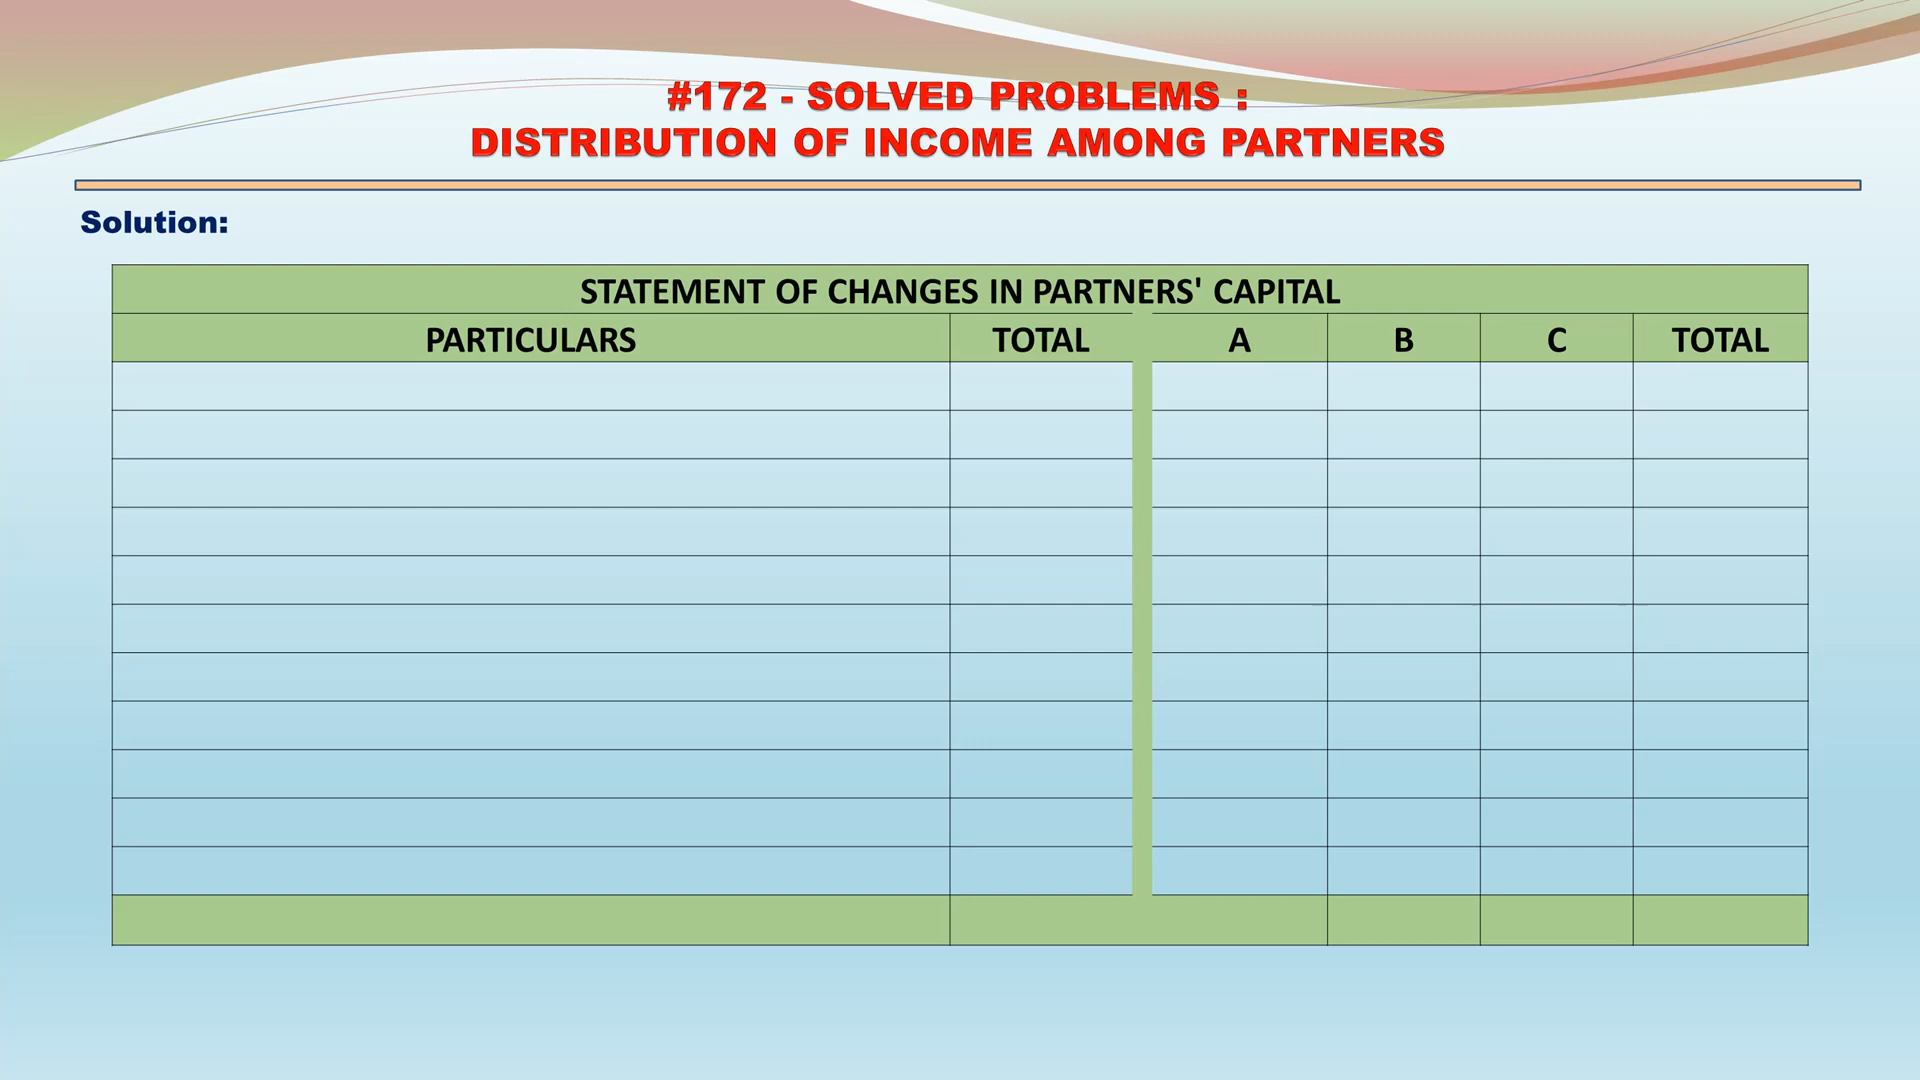 #172 - SOLVED PROBLEMS :
DISTRIBUTION OF INCOME AMONG PARTNERS
Solution:
STATEMENT OF CHANGES IN PARTNERS' CAPITAL
PARTICULARS TOTAL A B C TOTAL